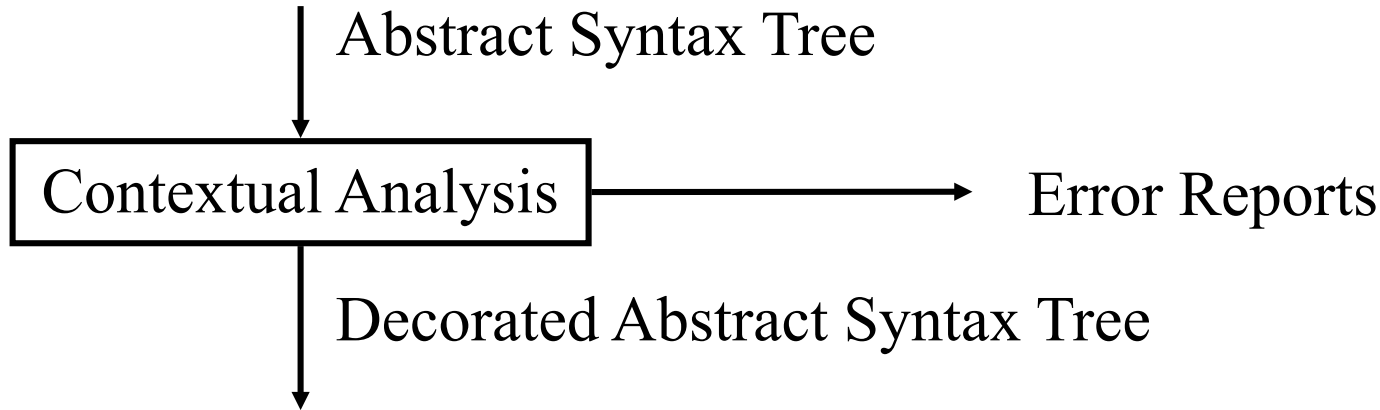 Abstract Syntax Tree
Contextual Analysis
Error Reports
Decorated Abstract Syntax Tree